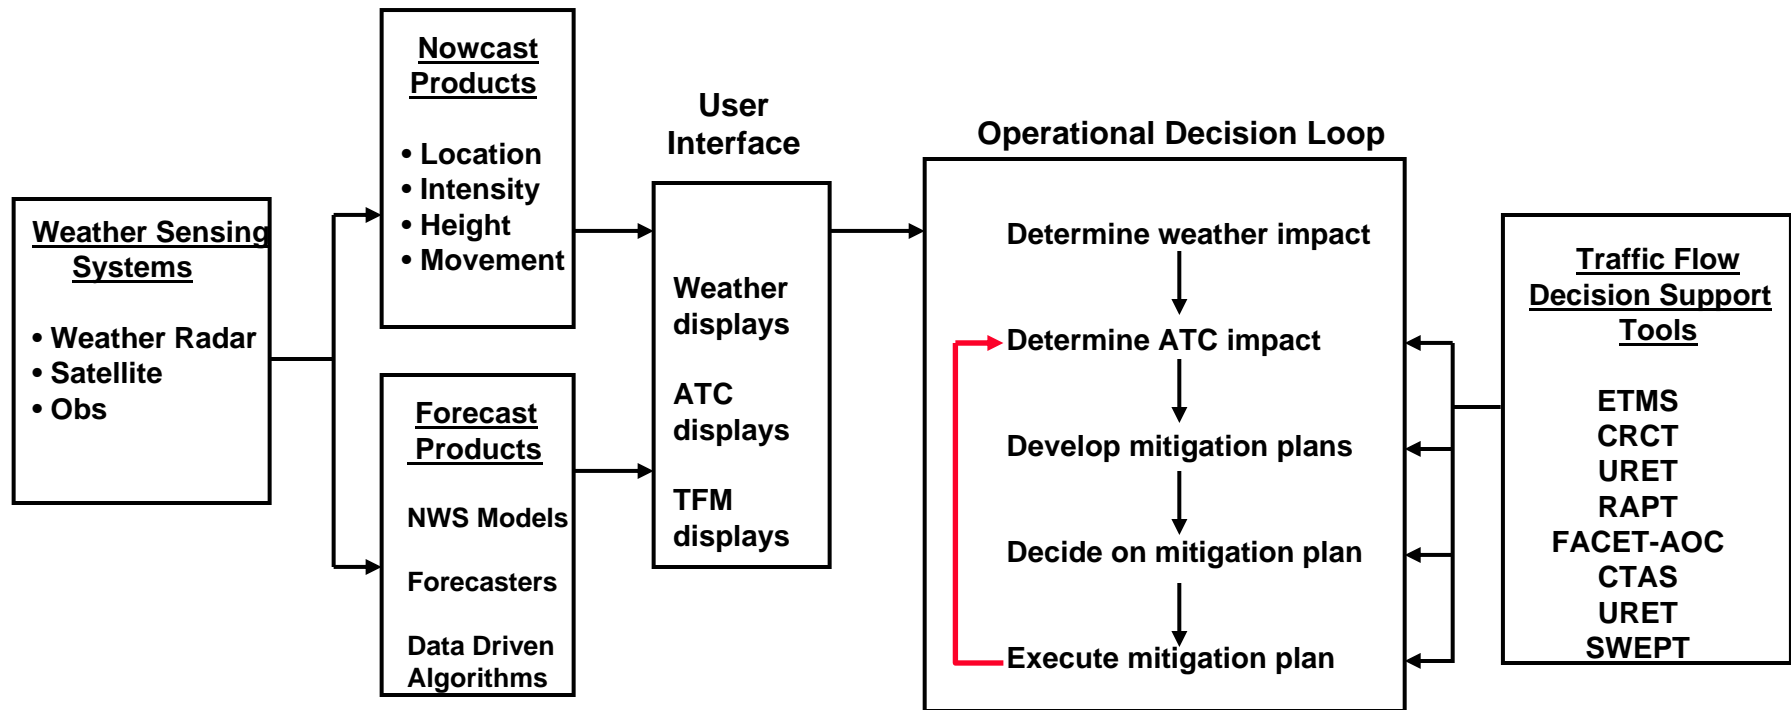 Weather Sensing
Systems
• Weather Radar
• Satellite
• Obs
Nowcast
Products
• Location
• Intensity
• Height
• Movement
Forecast
Products
NWS Models
Forecasters
Data Driven
Algorithms
User
Interface
Weather
displays
ATC
displays
TFM
displays
Operational Decision Loop
Determine weather impact
Determine ATC impact
Develop mitigation plans
Decide on mitigation plan
Execute mitigation plan
Traffic Flow
Decision Support
Tools
ETMS
CRCT
URET
RAPT
FACET-AOC
CTAS
URET
SWEPT